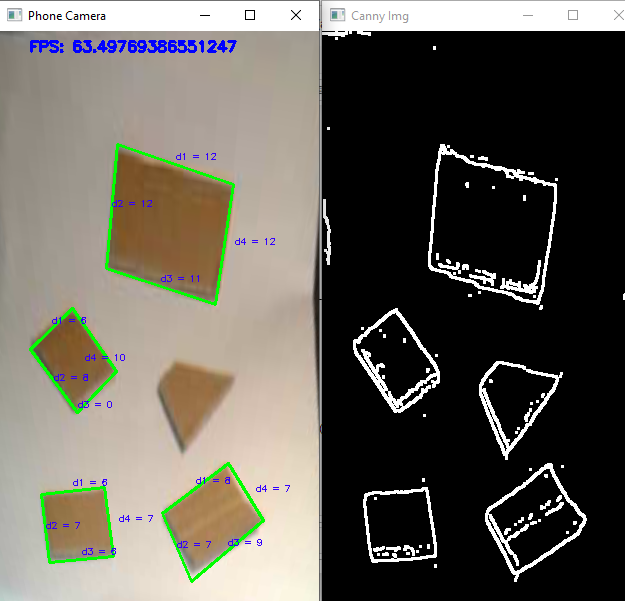 Phone Camera
Canny Img
FPS: 63.49769386551247
d1 = 12
d2 = 12
d4 = 12
d3 = 11
d1 = 6
d4 = 10
d2 = 8
d3 = 0
d1 = 6
d2 = 7
d4 = 7
d3 = 6
d1 = 8
d4 = 7
d2 = 7
d3 = 9